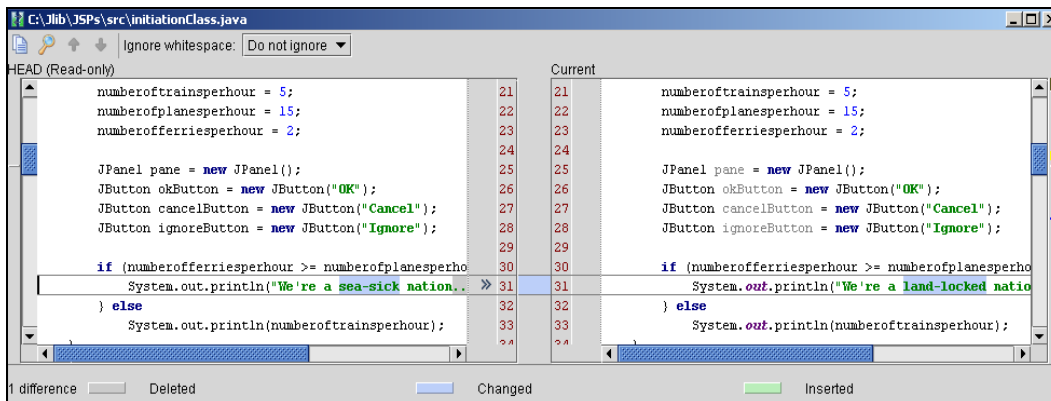 C:\Jlib\JSPs\src\initiationClass.java
Ignore whitespace: Do not ignore
HEAD (Read-only)
numberoftrainsperhour = 5; 21
numberofplanesperhour = 15; 22
numberofferriesperhour = 2; 23
24
JPanel pane = new JPanel(); 25
JButton okButton = new JButton("OK"); 26
JButton cancelButton = new JButton("Cancel"); 27
JButton ignoreButton = new JButton("Ignore"); 28
29
if (numberofferriesperhour >= numberofplanesperho 30
System.out.println("We're a sea-sick nation.. » 31
} else 32
System.out.println(numberoftrainsperhour); 33
Current
21 numberoftrainsperhour = 5;
22 numberofplanesperhour = 15;
23 numberofferriesperhour = 2;
24
25 JPanel pane = new JPanel();
26 JButton okButton = new JButton("OK");
27 JButton cancelButton = new JButton("Cancel");
28 JButton ignoreButton = new JButton("Ignore");
29
30 if (numberofferriesperhour >= numberofplanesperho
31 System.out.println("We're a land-locked natio
32 } else
33 System.out.println(numberoftrainsperhour);
1 difference Deleted Changed Inserted